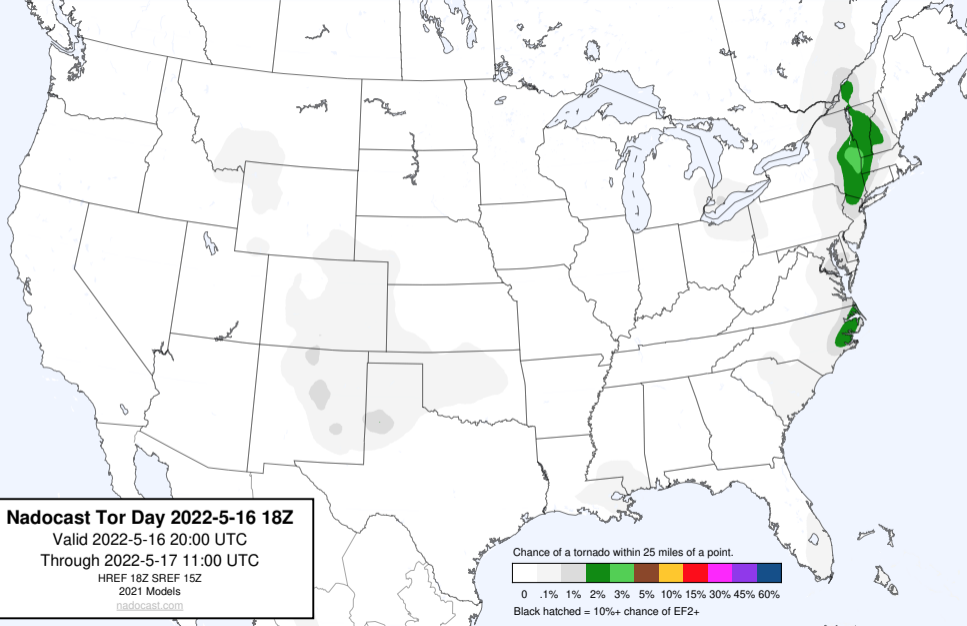 Nadocast Tor Day 2022-5-16 18Z
Valid 2022-5-16 20:00 UTC
Through 2022-5-17 11:00 UTC
HREF 18Z SREF 15Z
2021 Models
nadocast.com
Chance of a tornado within 25 miles of a point.
0 .1% 1% 2% 3% 5% 10% 15% 30% 45% 60%
Black hatched = 10%+ chance of EF2+